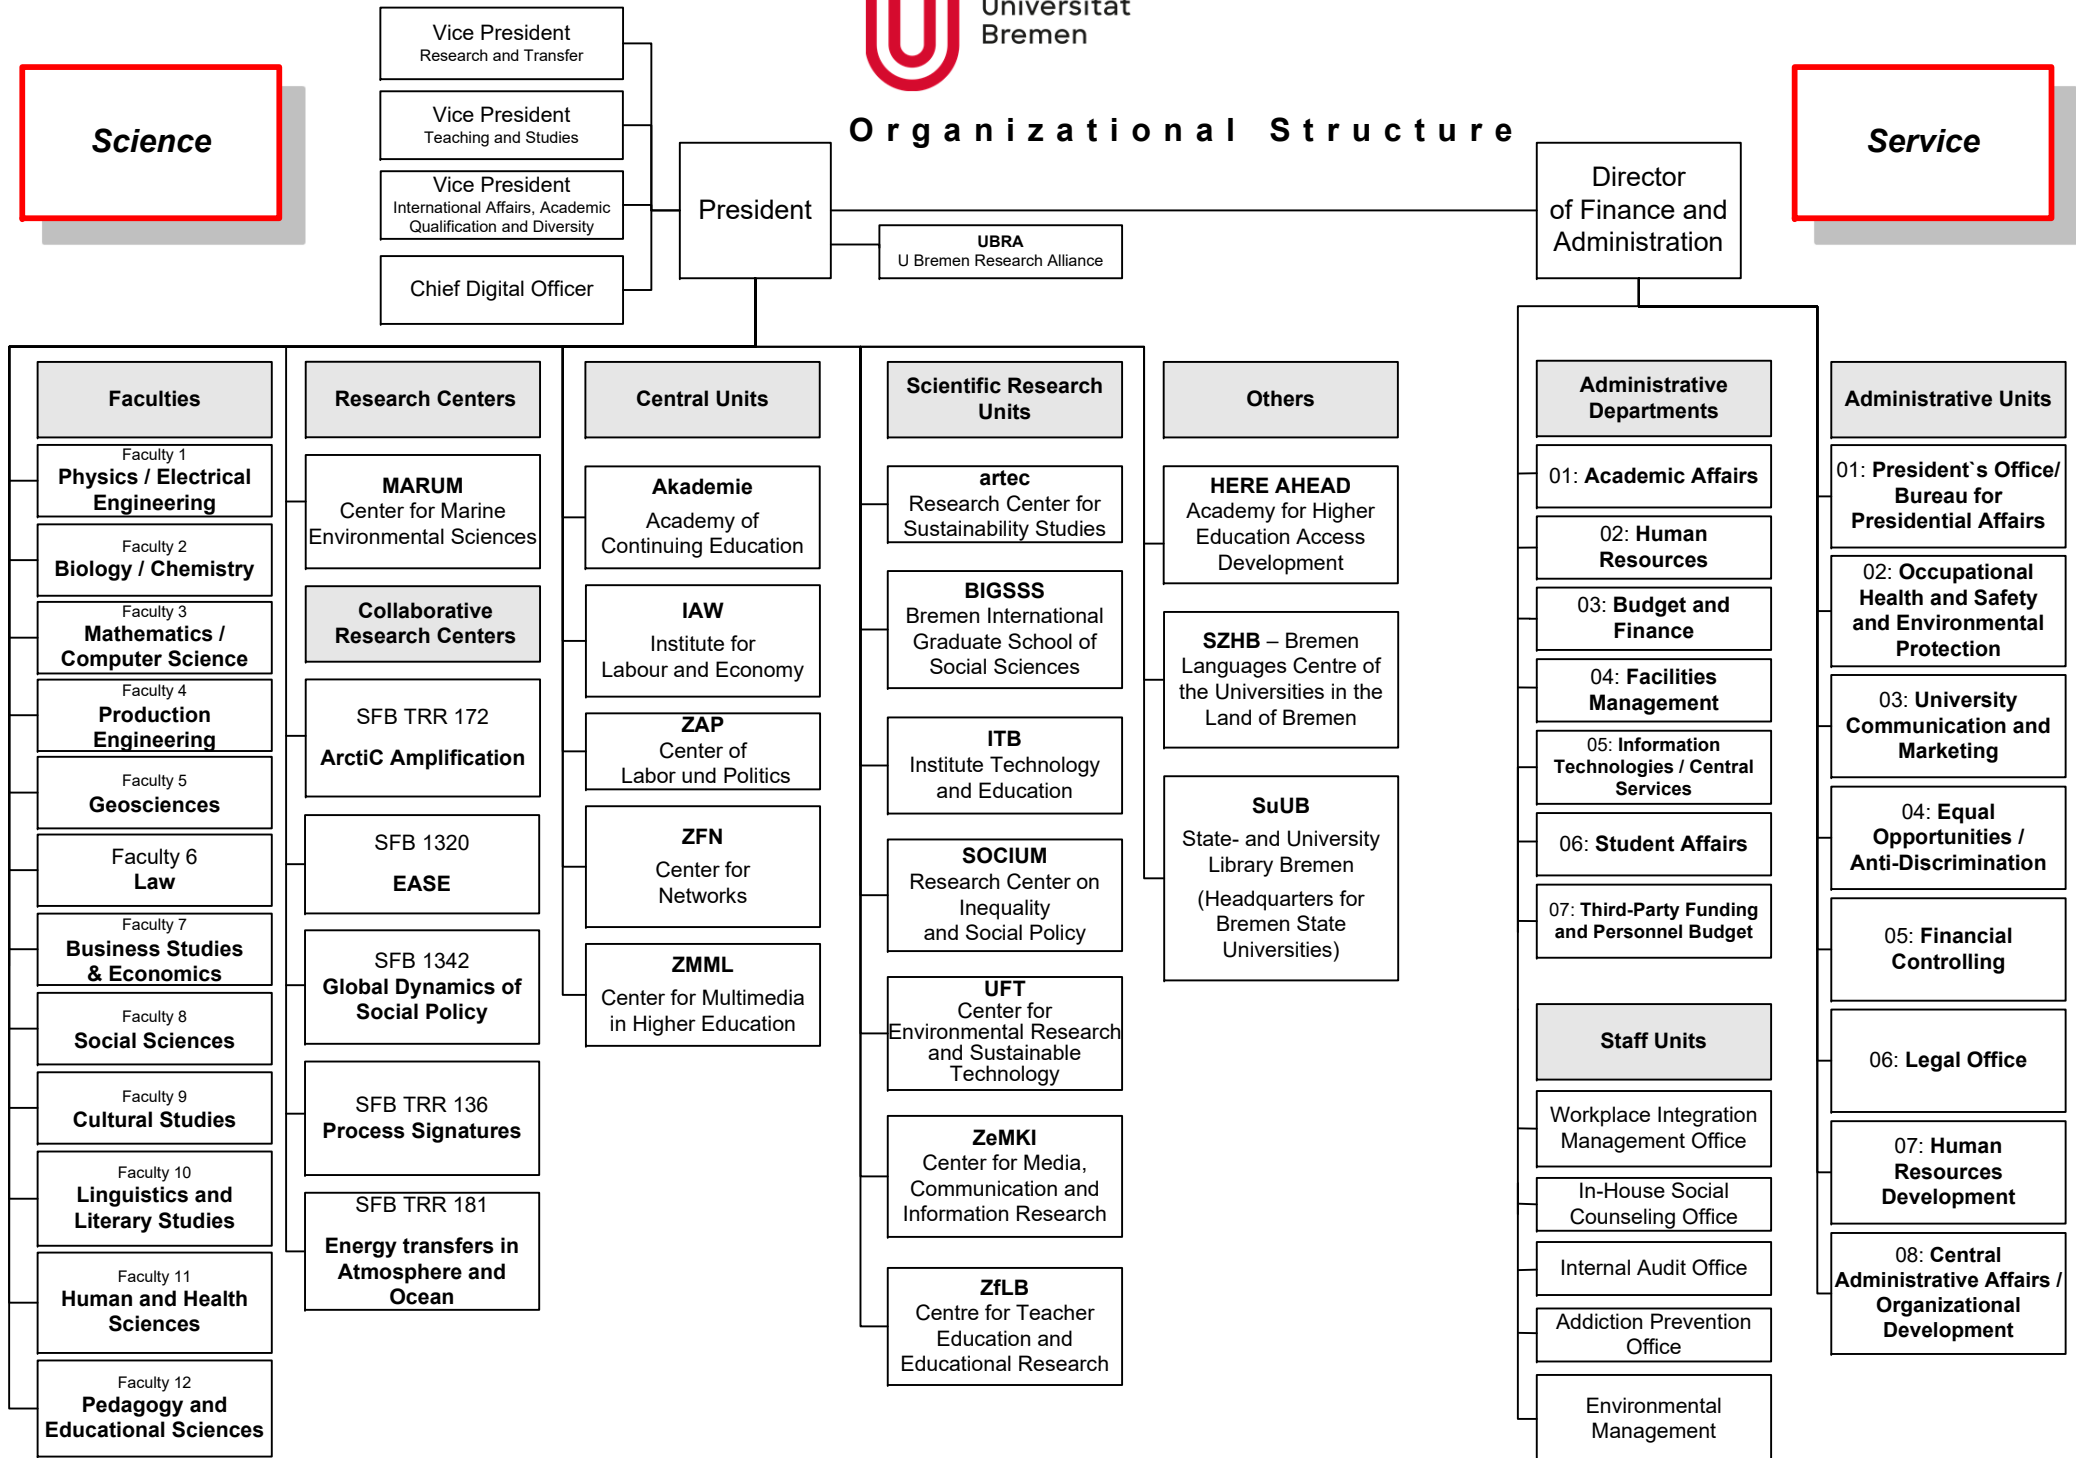 Universität
Bremen
Organizational Structure
Science
Service
Vice President
Research and Transfer
Vice President
Teaching and Studies
Vice President
International Affairs, Academic
Qualification and Diversity
Chief Digital Officer
President
UBRA
U Bremen Research Alliance
Director
of Finance and
Administration
Faculties
Faculty 1
Physics / Electrical
Engineering
Faculty 2
Biology / Chemistry
Faculty 3
Mathematics /
Computer Science
Faculty 4
Production
Engineering
Faculty 5
Geosciences
Faculty 6
Law
Faculty 7
Business Studies
& Economics
Faculty 8
Social Sciences
Faculty 9
Cultural Studies
Faculty 10
Linguistics and
Literary Studies
Faculty 11
Human and Health
Sciences
Faculty 12
Pedagogy and
Educational Sciences
Research Centers
MARUM
Center for Marine
Environmental Sciences
Collaborative
Research Centers
SFB TRR 172
ArctiC Amplification
SFB 1320
EASE
SFB 1342
Global Dynamics of
Social Policy
SFB TRR 136
Process Signatures
SFB TRR 181
Energy transfers in
Atmosphere and
Ocean
Central Units
Akademie
Academy of
Continuing Education
IAW
Institute for
Labour and Economy
ZAP
Center of
Labor und Politics
ZFN
Center for
Networks
ZMML
Center for Multimedia
in Higher Education
Scientific Research
Units
artec
Research Center for
Sustainability Studies
BIGSSS
Bremen International
Graduate School of
Social Sciences
ITB
Institute Technology
and Education
SOCIUM
Research Center on
Inequality
and Social Policy
UFT
Center for
Environmental Research
and Sustainable
Technology
ZeMKI
Center for Media,
Communication and
Information Research
ZfLB
Centre for Teacher
Education and
Educational Research
Others
HERE AHEAD
Academy for Higher
Education Access
Development
SZHB – Bremen
Languages Centre of
the Universities in the
Land of Bremen
SuUB
State- and University
Library Bremen
(Headquarters for
Bremen State
Universities)
Administrative
Departments
01: Academic Affairs
02: Human
Resources
03: Budget and
Finance
04: Facilities
Management
05: Information
Technologies / Central
Services
06: Student Affairs
07: Third-Party Funding
and Personnel Budget
Staff Units
Workplace Integration
Management Office
In-House Social
Counseling Office
Internal Audit Office
Addiction Prevention
Office
Environmental
Management
Administrative Units
01: President`s Office/
Bureau for
Presidential Affairs
02: Occupational
Health and Safety
and Environmental
Protection
03: University
Communication and
Marketing
04: Equal
Opportunities /
Anti-Discrimination
05: Financial
Controlling
06: Legal Office
07: Human
Resources
Development
08: Central
Administrative Affairs /
Organizational
Development